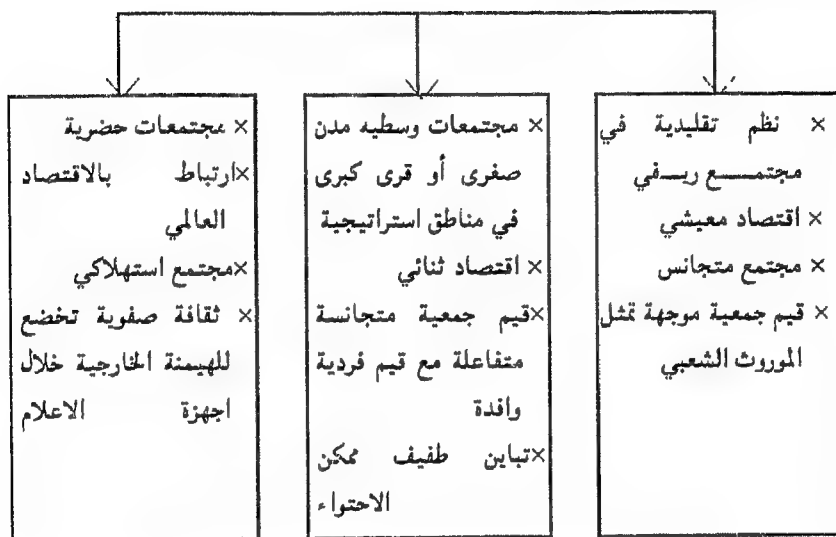 × نظم تقليدية في
مجتمـــــع ريـــفي
× اقتصاد معيشي
× مجتمع متجانس
× قيم جمعية موجهة تمثل
الموروث الشعبي
× مجتمعات وسطيه مدن
صغرى أو قرى كبرى
في مناطق استراتيجية
× اقتصاد ثنائي
×قيم جمعية متجانسة
متفاعلة مع قيم فردية
وافدة
×تباين طفيف ممكن
الاحتواء
× مجتمعات حضرية
×ارتباط بالاقتصاد
العالمي
×مجتمع استهلاكي
× ثقافة صفوية تخضع
للهيمنة الخارجية خلال
اجهزة الاعلام